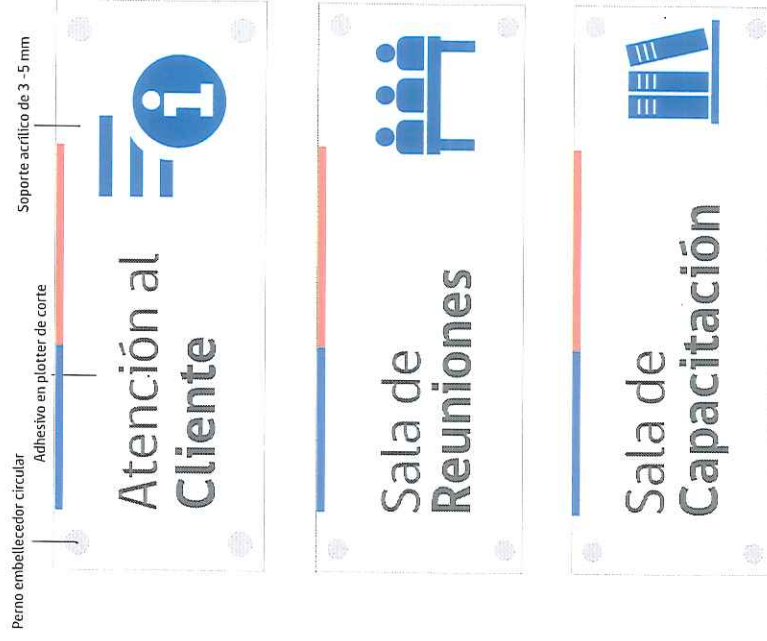 Perno embellecedor circular
Adhesivo en plotter de corte
Soporte acrílico de 3 -5 mm
Atención al
Cliente
i
Sala de
Reuniones
Sala de
Capacitación